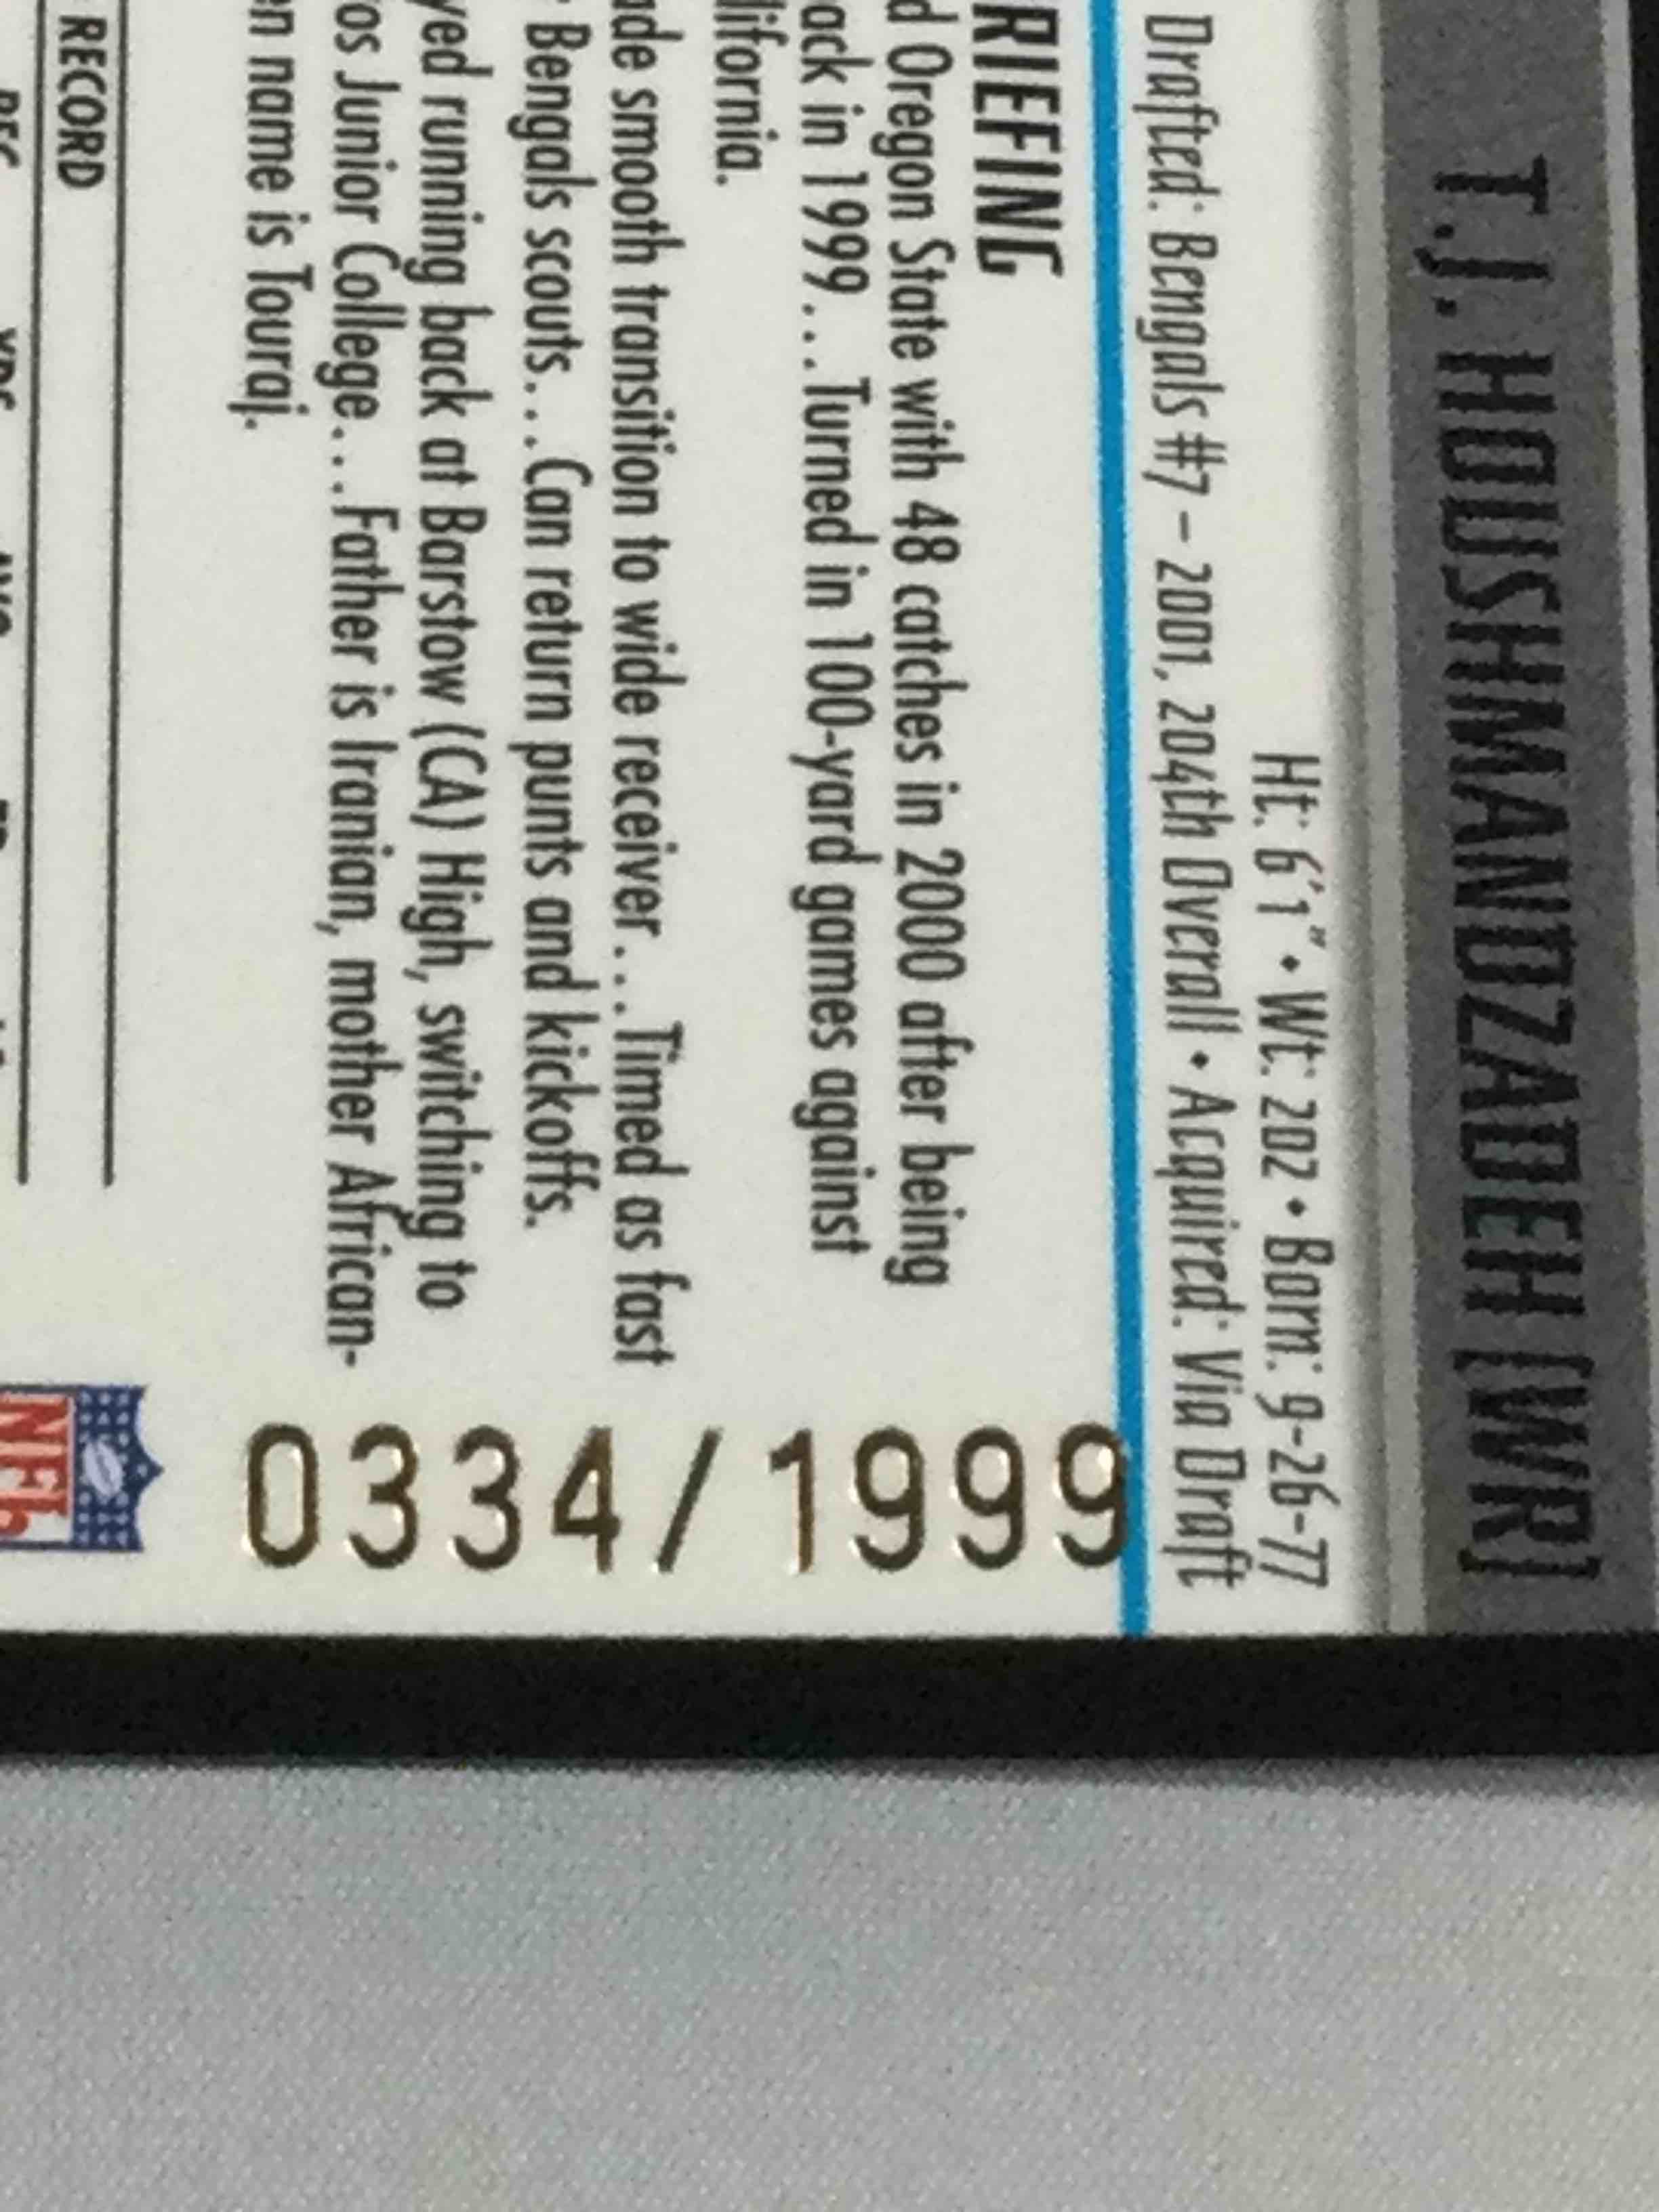 T.J. HOUSHMANDZADEH [WR]
Ht: 6'1" • Wt: 202 • Born: 9-26-77
Drafted: Bengals #7 – 2001, 204th Overall • Acquired: Via Draft
RIEFING
d Oregon State with 48 catches in 2000 after being
ack in 1999...Turned in 100-yard games against
lifornia.
ade smooth transition to wide receiver...Timed as fast
Bengals scouts...Can return punts and kickoffs.
yed running back at Barstow (CA) High, switching to
os Junior College...Father is Iranian, mother African-
en name is Touraj.
RECORD
0334/1999
NFL